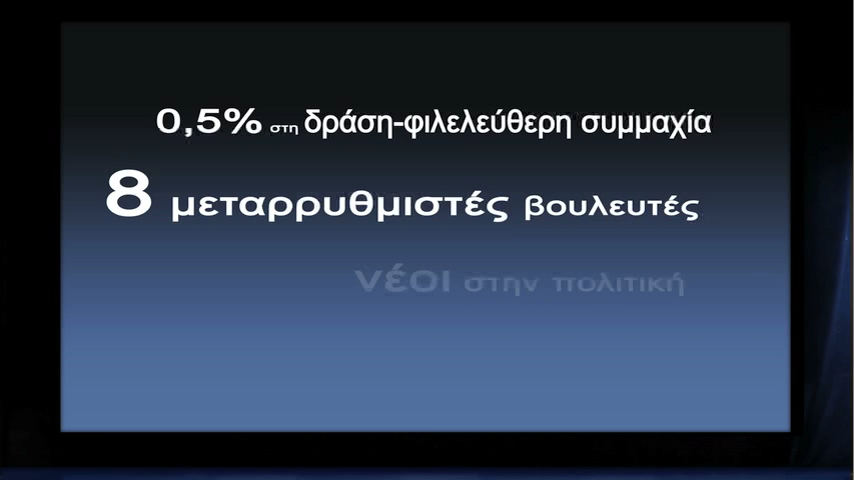 0,5% στη δράση-φιλελεύθερη συμμαχία
8 μεταρρυθμιστές βουλευτές
νέοι στην πολιτική